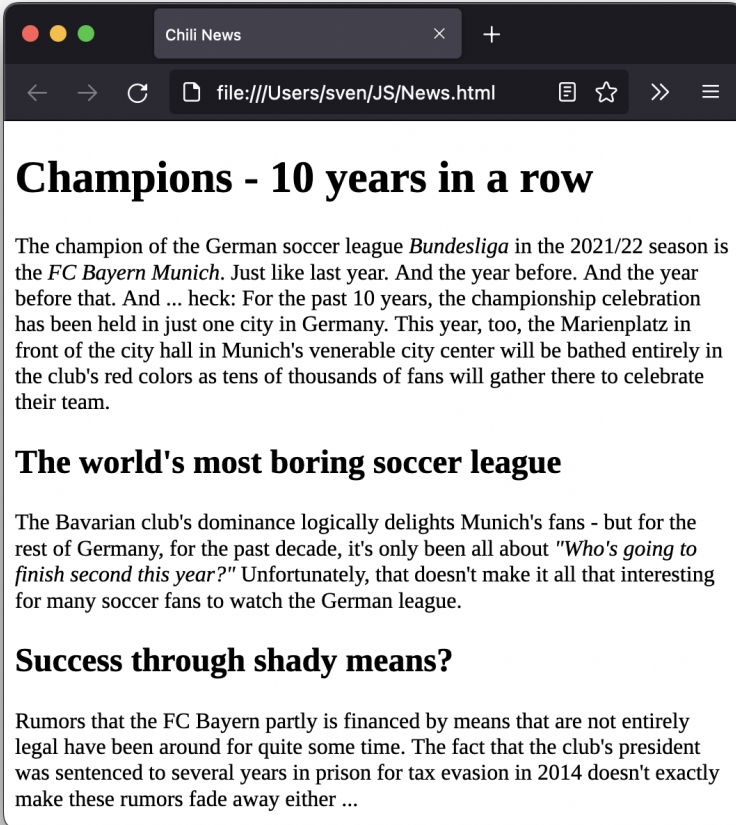 Chili News
file:///Users/sven/JS/News.html
Champions - 10 years in a row
The champion of the German soccer league Bundesliga in the 2021/22 season is
the FC Bayern Munich. Just like last year. And the year before. And the year
before that. And ... heck: For the past 10 years, the championship celebration
has been held in just one city in Germany. This year, too, the Marienplatz in
front of the city hall in Munich's venerable city center will be bathed entirely in
the club's red colors as tens of thousands of fans will gather there to celebrate
their team.
The world's most boring soccer league
The Bavarian club's dominance logically delights Munich's fans - but for the
rest of Germany, for the past decade, it's only been all about "Who's going to
finish second this year?" Unfortunately, that doesn't make it all that interesting
for many soccer fans to watch the German league.
Success through shady means?
Rumors that the FC Bayern partly is financed by means that are not entirely
legal have been around for quite some time. The fact that the club's president
was sentenced to several years in prison for tax evasion in 2014 doesn't exactly
make these rumors fade away either ...